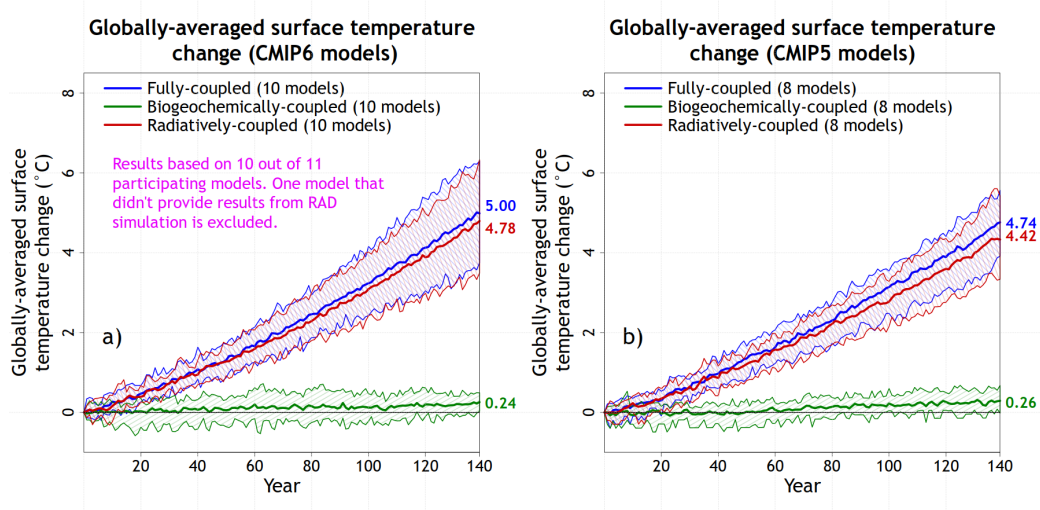 Globally-averaged surface temperature
change (CMIP6 models)
Fully-coupled (10 models)
Biogeochemically-coupled (10 models)
Radiatively-coupled (10 models)
Results based on 10 out of 11
participating models. One model that
didn't provide results from RAD
simulation is excluded.
Globally-averaged surface
temperature change (°C)
8
6
4
2
0
5.00
4.78
0.24
a)
20 40 60 80 100 120 140
Year
Globally-averaged surface temperature
change (CMIP5 models)
Fully-coupled (8 models)
Biogeochemically-coupled (8 models)
Radiatively-coupled (8 models)
Globally-averaged surface
temperature change (°C)
8
6
4
2
0
4.74
4.42
0.26
b)
20 40 60 80 100 120 140
Year